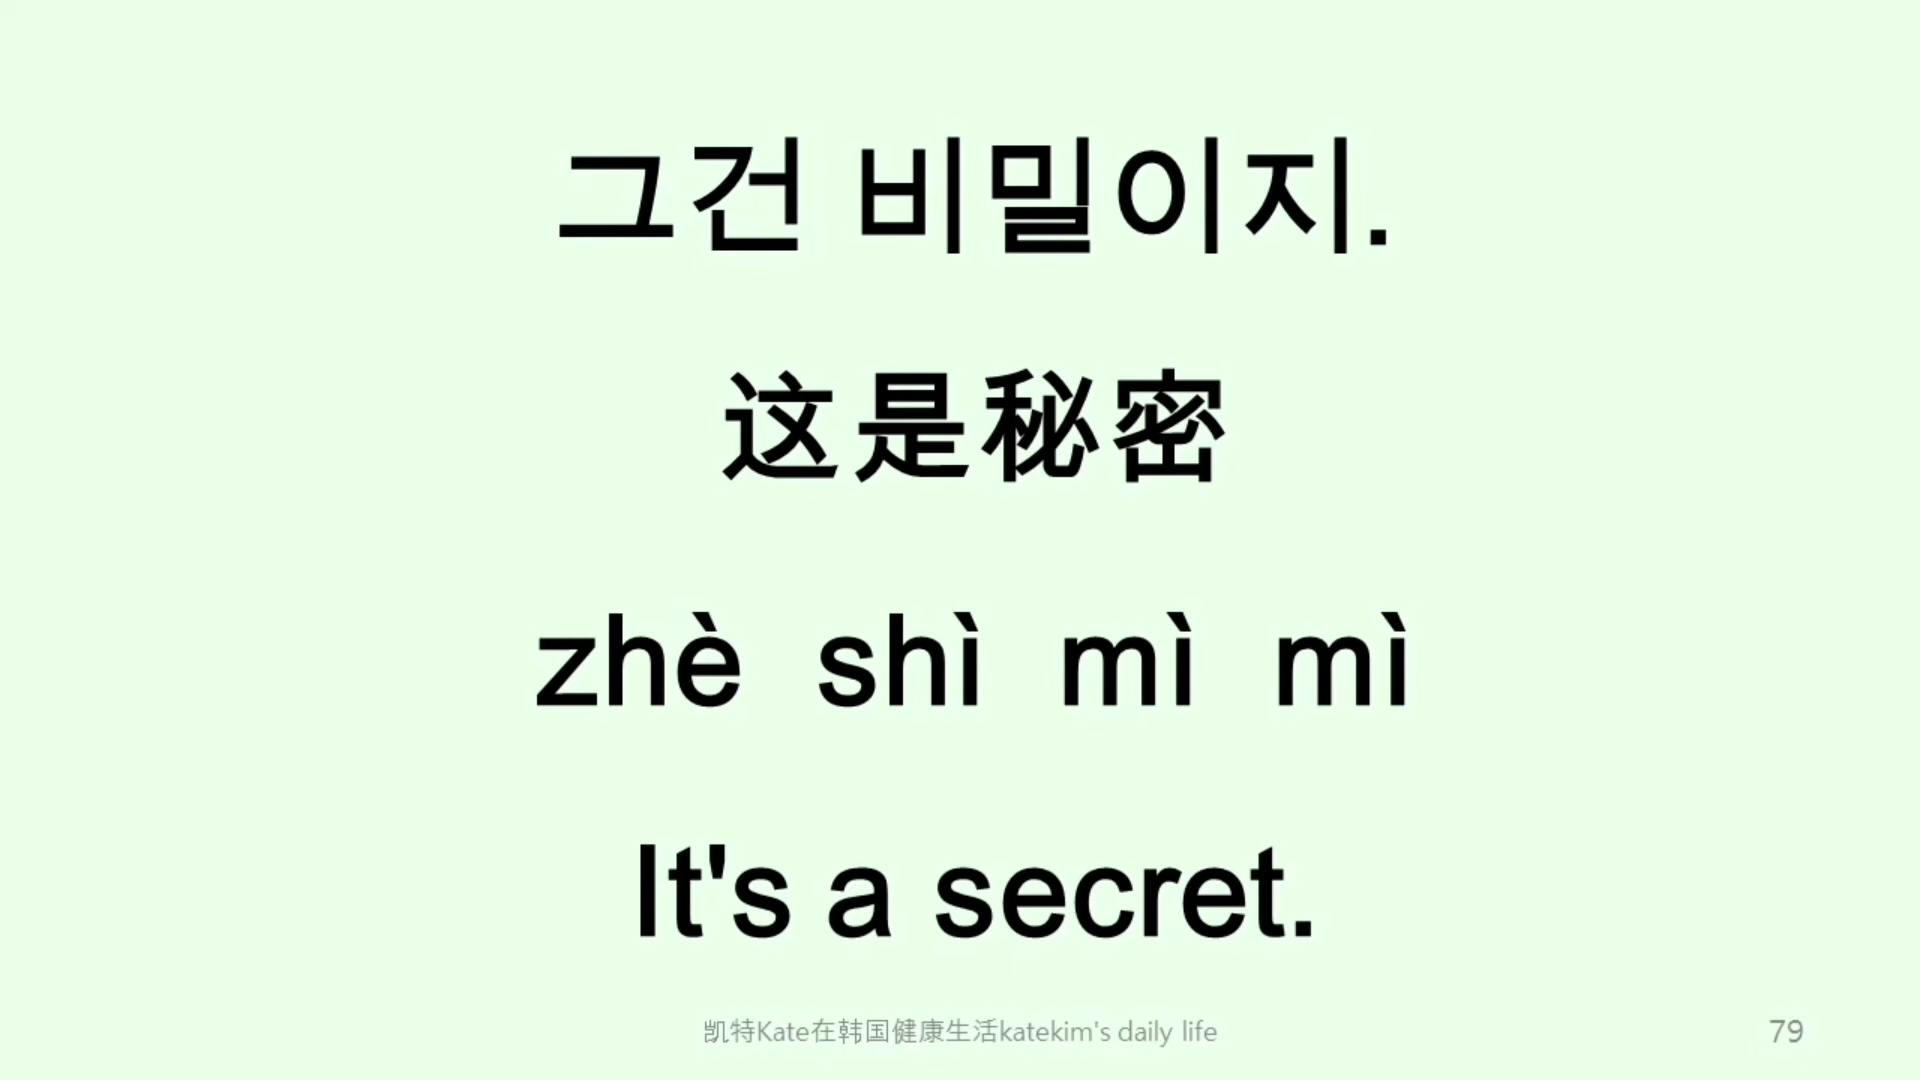 그건 비밀이지.
这是秘密
zhè shì mì mì
It's a secret.
凯特Kate在韩国健康生活katekim's daily life
79